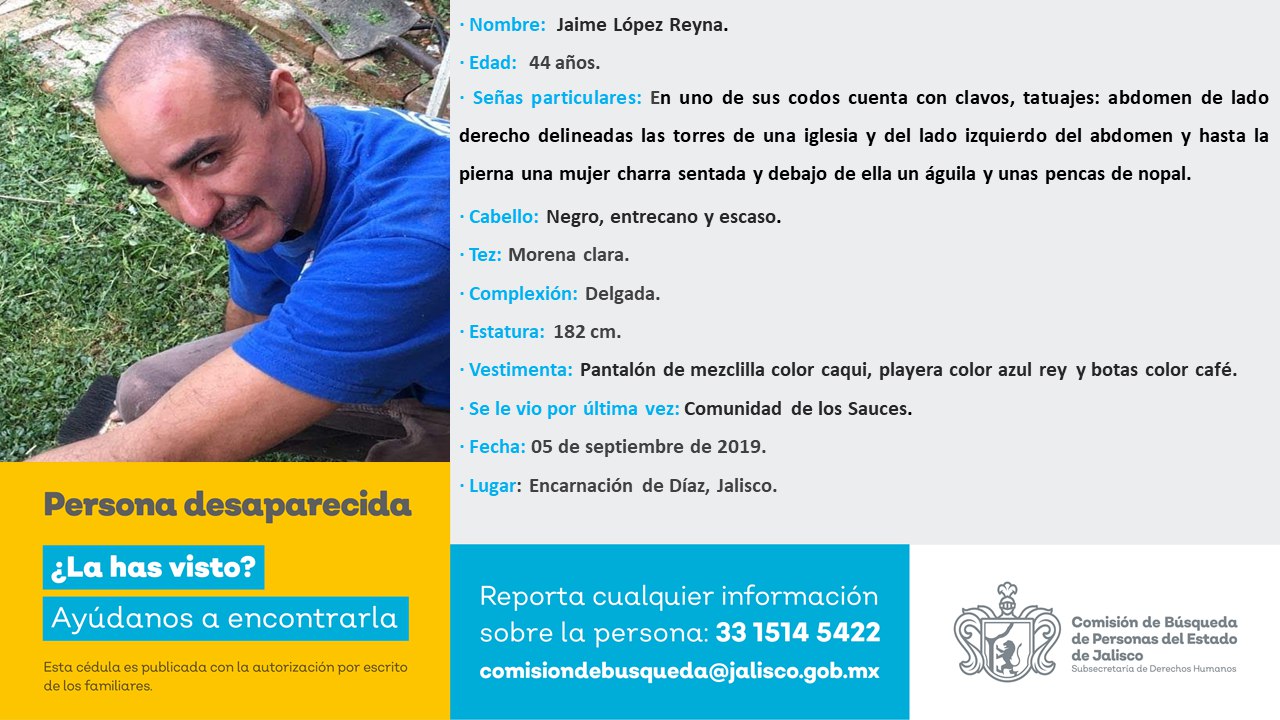 · Nombre: Jaime López Reyna.
· Edad: 44 años.
· Señas particulares: En uno de sus codos cuenta con clavos, tatuajes: abdomen de lado
derecho delineadas las torres de una iglesia y del lado izquierdo del abdomen y hasta la
pierna una mujer charra sentada y debajo de ella un águila y unas pencas de nopal.
· Cabello: Negro, entrecano y escaso.
· Tez: Morena clara.
· Complexión: Delgada.
· Estatura: 182 cm.
· Vestimenta: Pantalón de mezclilla color caqui, playera color azul rey y botas color café.
· Se le vio por última vez: Comunidad de los Sauces.
· Fecha: 05 de septiembre de 2019.
· Lugar: Encarnación de Díaz, Jalisco.
Persona desaparecida
¿La has visto?
Ayúdanos a encontrarla
Esta cédula es publicada con la autorización por escrito
de los familiares.
Reporta cualquier información
sobre la persona: 33 1514 5422
comisiondebusqueda@jalisco.gob.mx
Comisión de Búsqueda
de Personas del Estado
de Jalisco
Subsecretaría de Derechos Humanos